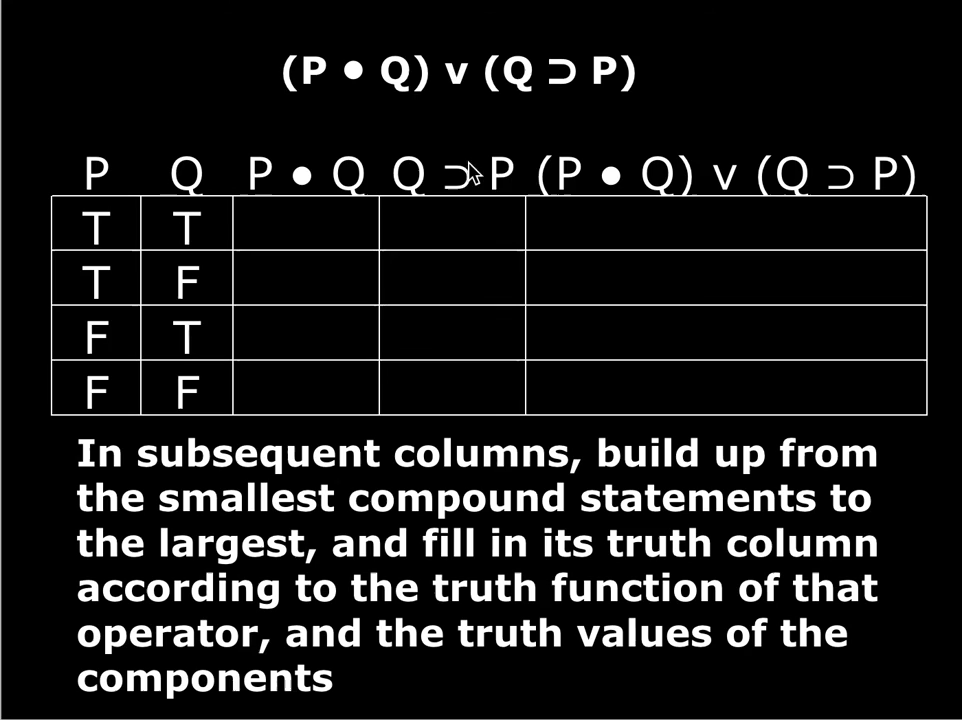 (P • Q) v (Q ⊃ P)
P Q P • Q Q ⊃ P (P • Q) v (Q ⊃ P)
T T
T F
F T
F F
In subsequent columns, build up from
the smallest compound statements to
the largest, and fill in its truth column
according to the truth function of that
operator, and the truth values of the
components